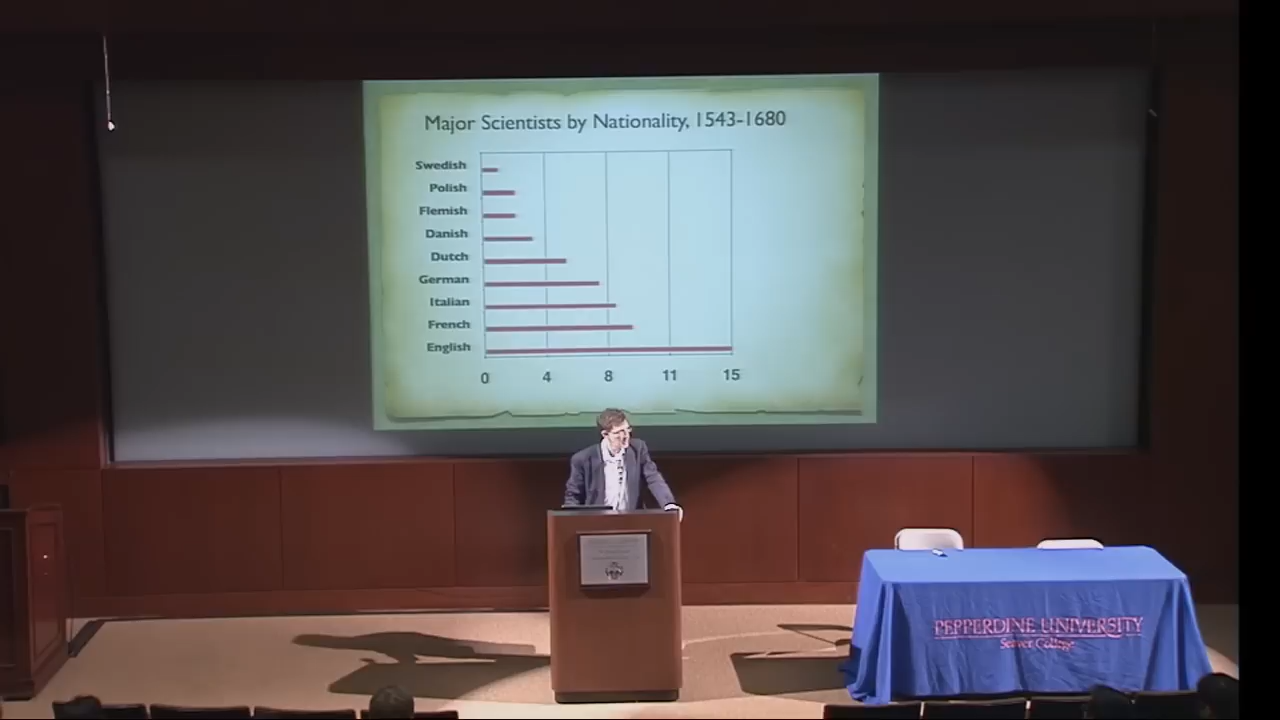 Major Scientists by Nationality, 1543-1680
Swedish
Polish
Flemish
Danish
Dutch
German
Italian
French
English
0 4 8 11 15
PEPPERDINE UNIVERSITY
Seaver College